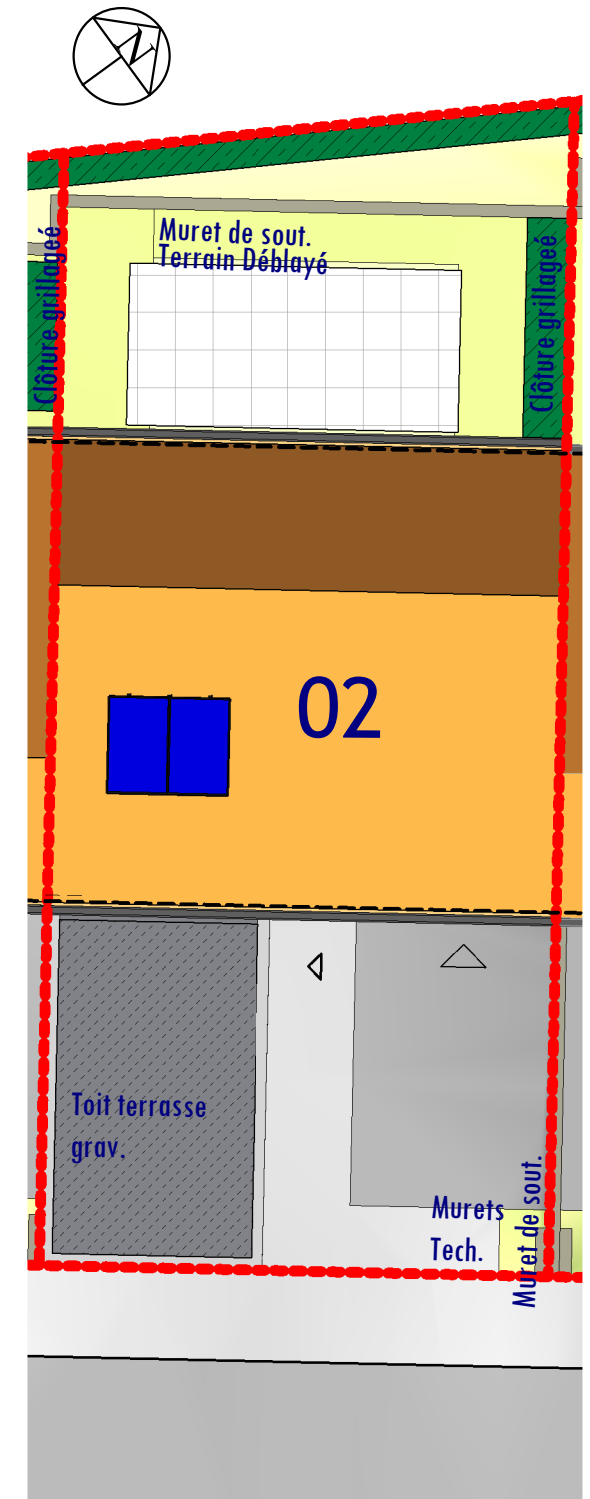 N
Muret de sout.
Terrain Déblayé
Clôture grillageé
Clôture grillageé
02
Toit terrasse
grav.
Murets
Tech.
Muret de sout.